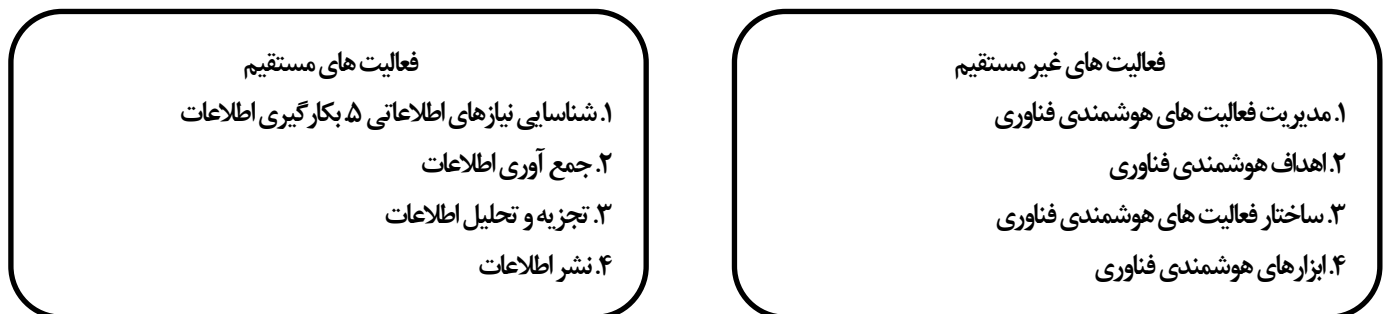 فعالیت های غیر مستقیم
۱.مدیریت فعالیت های هوشمندی فناوری
۲.اهداف هوشمندی فناوری
۳.ساختار فعالیت های هوشمندی فناوری
۴.ابزارهای هوشمندی فناوری
فعالیت های مستقیم
۱.شناسایی نیازهای اطلاعاتی ۵.بکارگیری اطلاعات
۲.جمع آوری اطلاعات
۳.تجزیه و تحلیل اطلاعات
۴.نشر اطلاعات